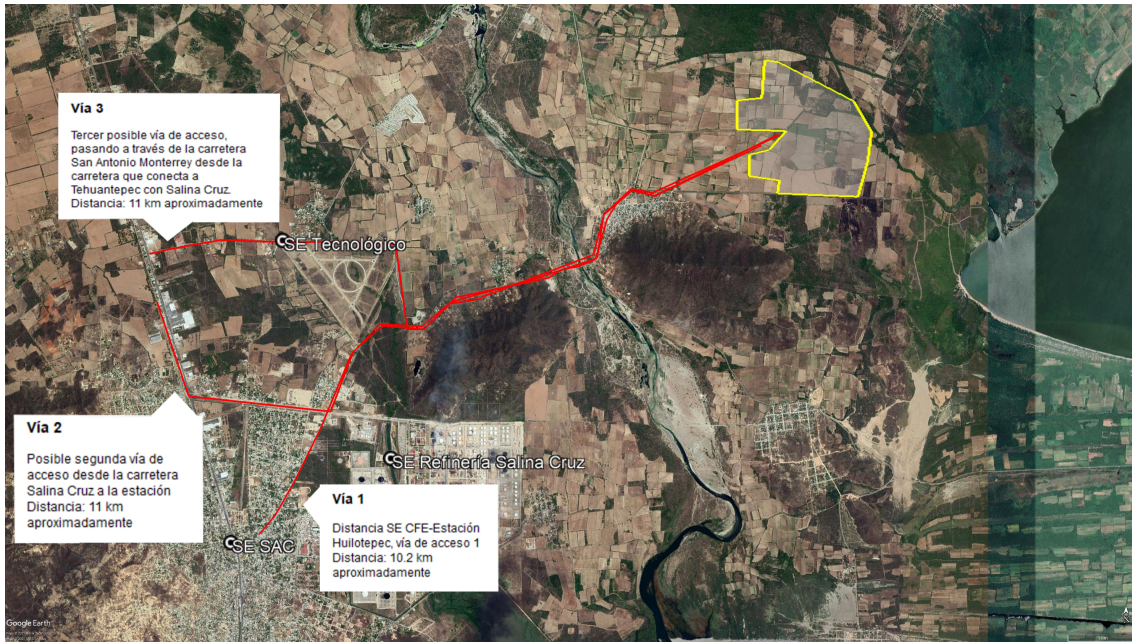 Vía 3
Tercer posible vía de acceso,
pasando a través de la carretera
San Antonio Monterrey desde la
carretera que conecta a
Tehuantepec con Salina Cruz.
Distancia: 11 km aproximadamente
SE Tecnológico
Vía 2
Posible segunda vía de
acceso desde la carretera
Salina Cruz a la estación
Distancia: 11 km
aproximadamente
SE Refinería Salina Cruz
Vía 1
Distancia SE CFE-Estación
Huilotepec, vía de acceso 1
Distancia: 10.2 km
aproximadamente
SE SAC
Google Earth